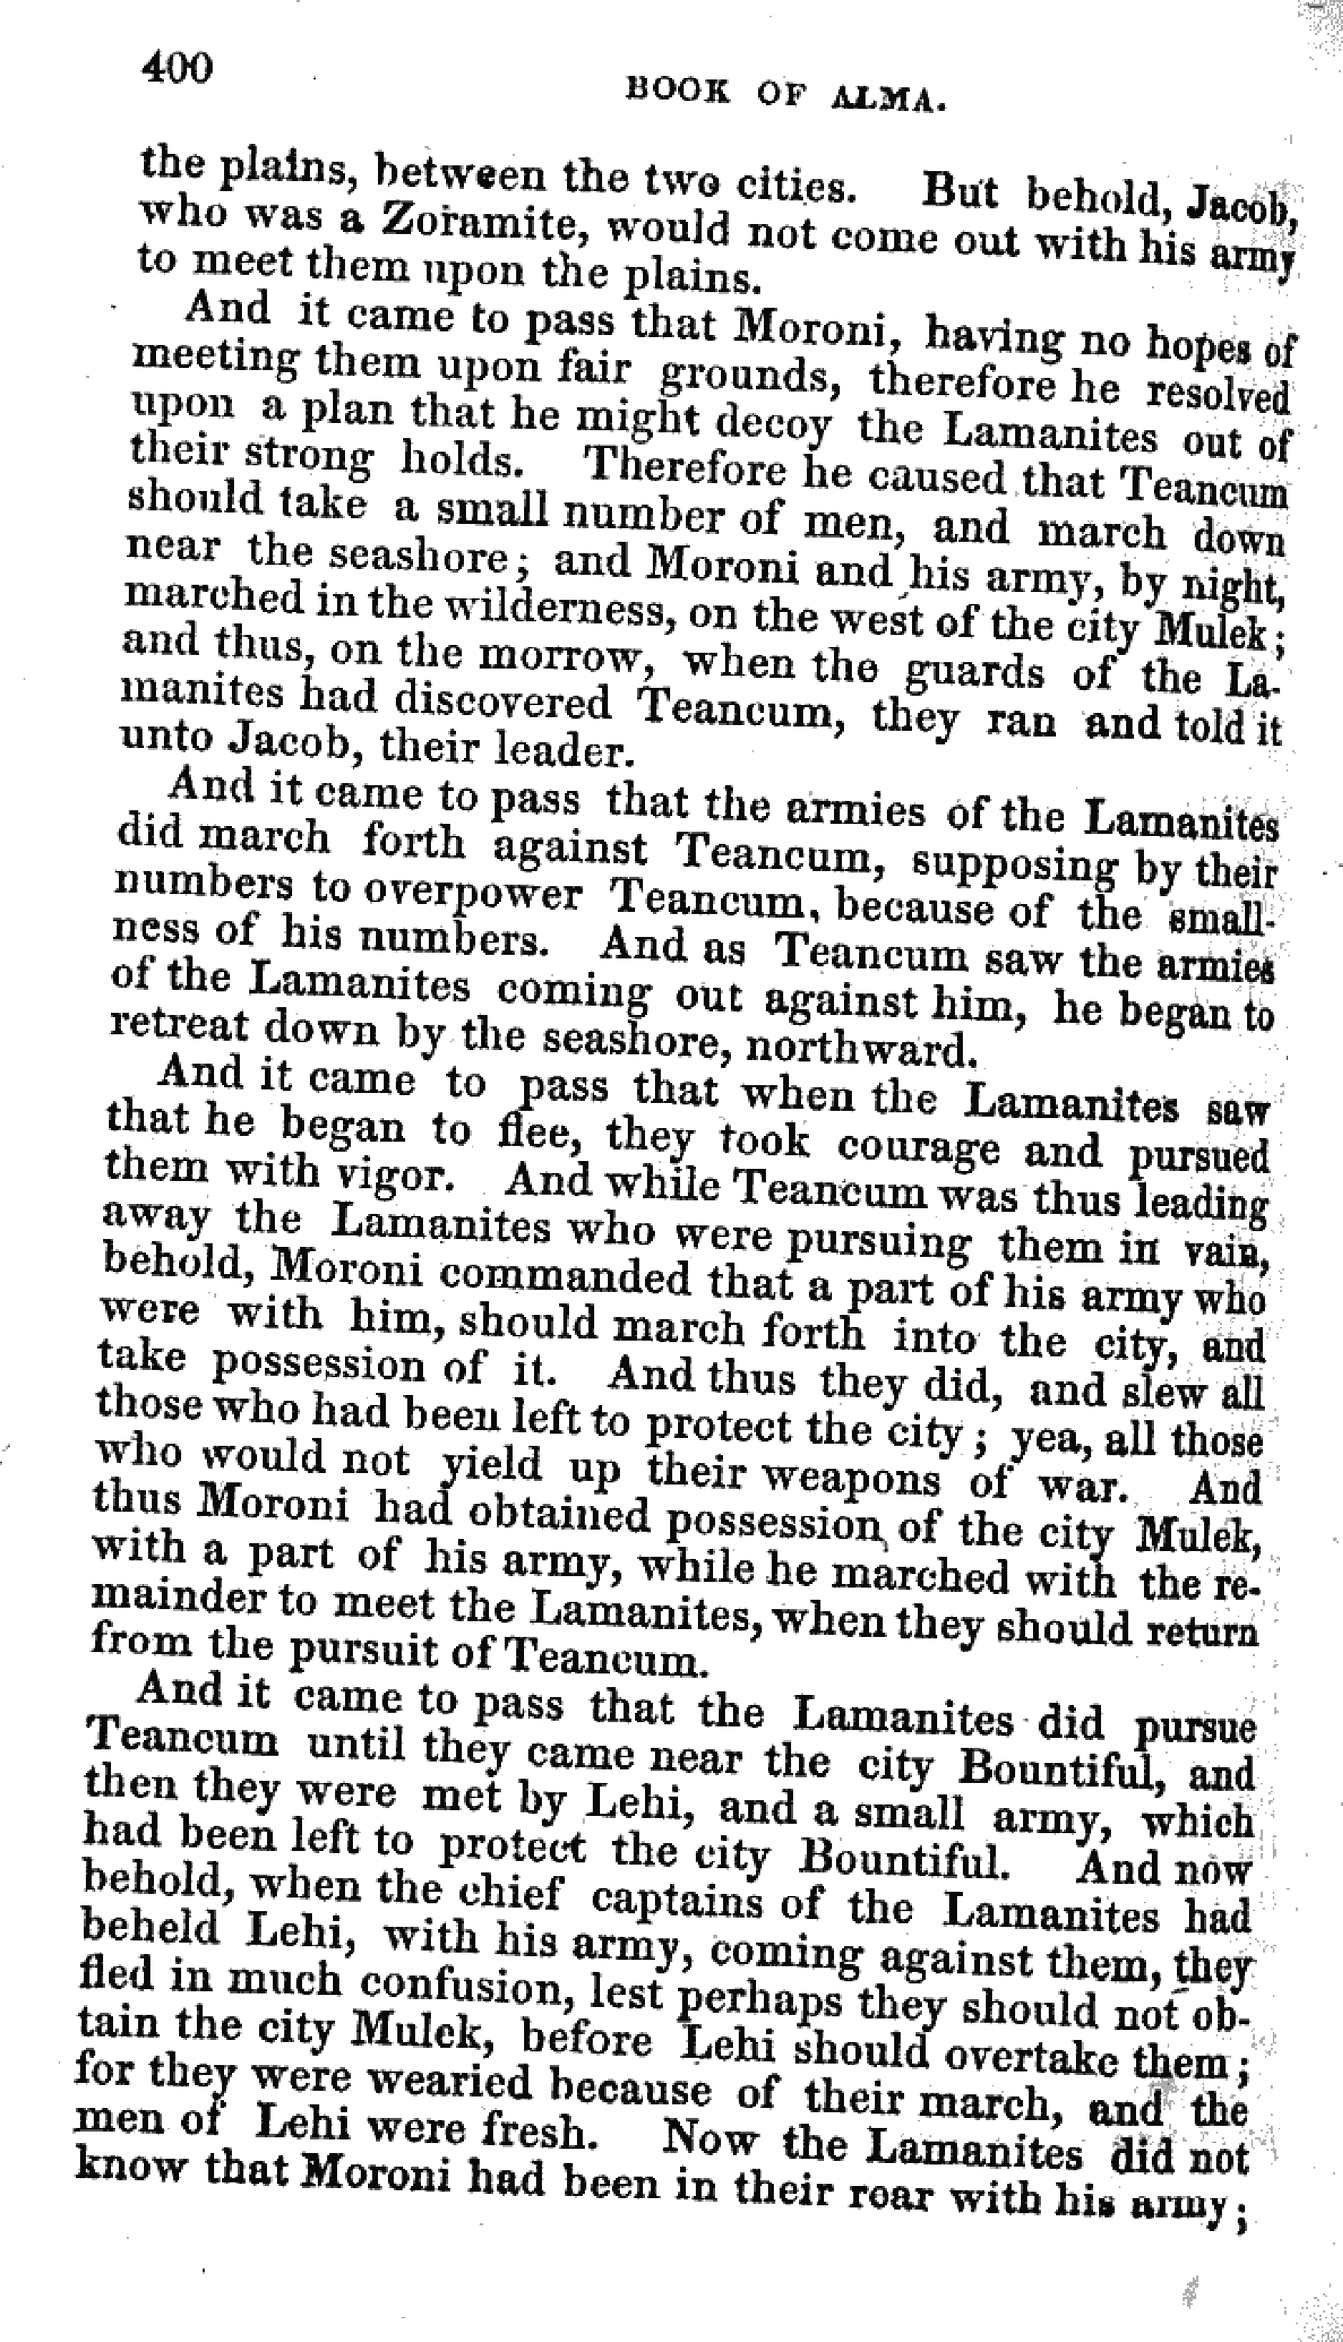 400
BOOK OF ALMA.
the plains, between the two cities. But behold, Jacob,
who was a Zoramite, would not come out with his army
to meet them upon the plains.
And it came to pass that Moroni, having no hopes of
meeting them upon fair grounds, therefore he resolved
upon a plan that he might decoy the Lamanites out of
their strong holds. Therefore he caused that Teancum
should take a small number of men, and march down
near the seashore; and Moroni and his army, by night,
marched in the wilderness, on the west of the city Mulek;
and thus, on the morrow, when the guards of the La-
manites had discovered Teancum, they ran and told it
unto Jacob, their leader.
And it came to pass that the armies of the Lamanites
did march forth against Teancum, supposing by their
numbers to overpower Teancum, because of the small-
ness of his numbers. And as Teancum saw the armies
of the Lamanites coming out against him, he began to
retreat down by the seashore, northward.
And it came to pass that when the Lamanites saw
that he began to flee, they took courage and pursued
them with vigor. And while Teancum was thus leading
away the Lamanites who were pursuing them in vain,
behold, Moroni commanded that a part of his army who
were with him, should march forth into the city, and
take possession of it. And thus they did, and slew all
those who had been left to protect the city; yea, all those
who would not yield up their weapons of war. And
thus Moroni had obtained possession of the city Mulek,
with a part of his army, while he marched with the re-
mainder to meet the Lamanites, when they should return
from the pursuit of Teancum.
And it came to pass that the Lamanites did pursue
Teancum until they came near the city Bountiful, and
then they were met by Lehi, and a small army, which
had been left to protect the city Bountiful. And now
behold, when the chief captains of the Lamanites had
beheld Lehi, with his army, coming against them, they
fled in much confusion, lest perhaps they should not ob-
tain the city Mulek, before Lehi should overtake them;
for they were wearied because of their march, and the
men of Lehi were fresh. Now the Lamanites did not
know that Moroni had been in their roar with his army;